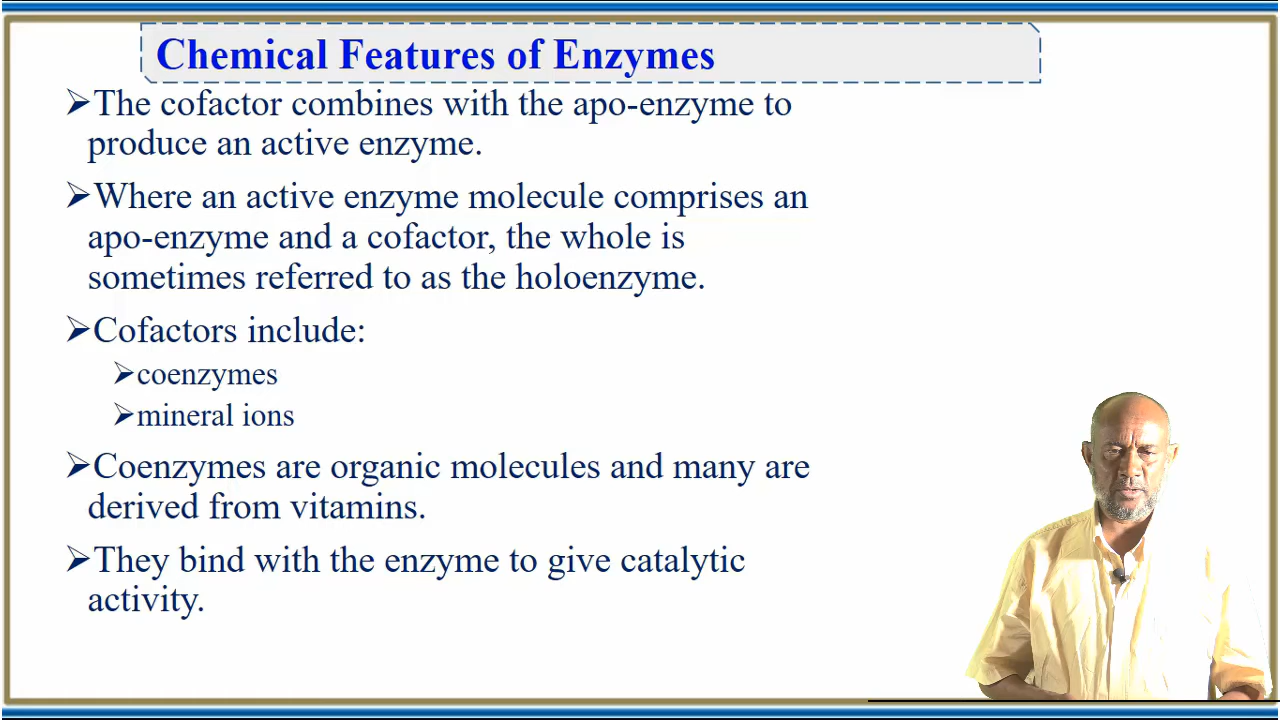 Chemical Features of Enzymes
➢The cofactor combines with the apo-enzyme to
produce an active enzyme.
➢Where an active enzyme molecule comprises an
apo-enzyme and a cofactor, the whole is
sometimes referred to as the holoenzyme.
➢Cofactors include:
➢coenzymes
➢mineral ions
➢Coenzymes are organic molecules and many are
derived from vitamins.
➢They bind with the enzyme to give catalytic
activity.